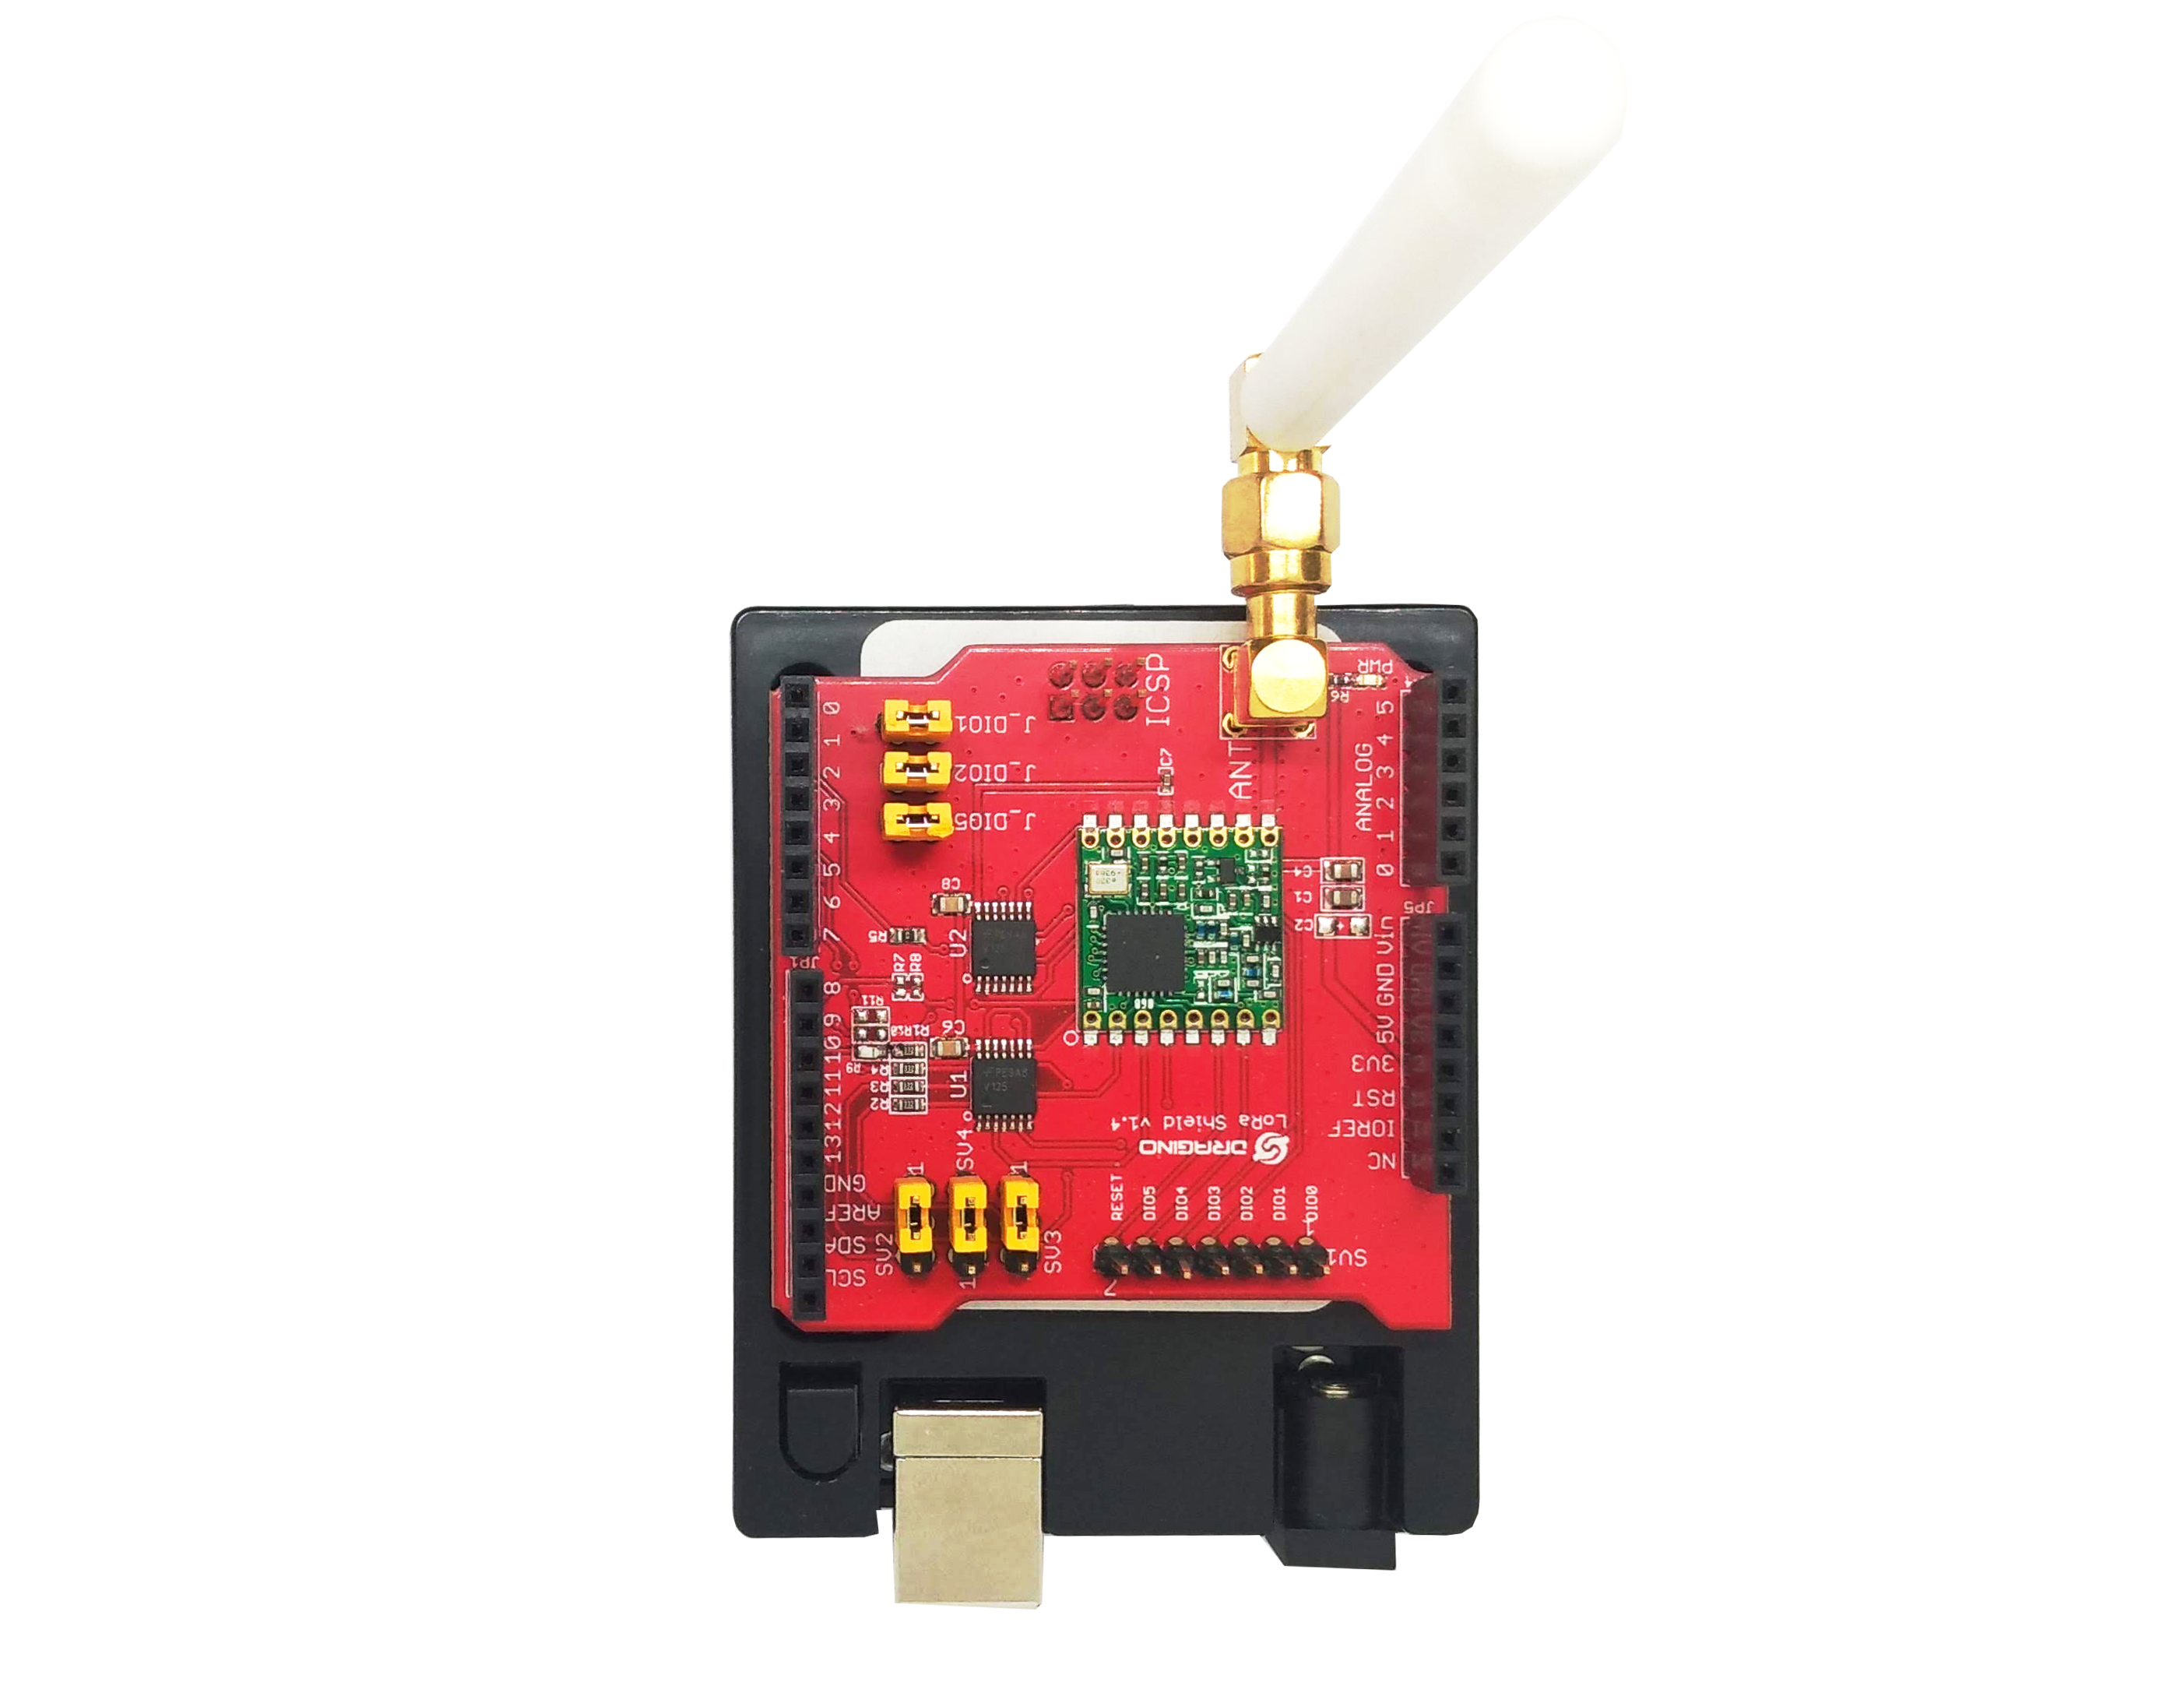 ICSP
PWR
R6
ANT
C7
J_DIO1
J_DIO2
J_DIO5
0
1
2
3
4
5
6
7
JP1
8
9
10
11
12
13
GND
AREF
SDA
SCL
5
4
3
2
1
0
ANALOG
JP5
Vin
GND
5V
3V3
RST
IOREF
NC
C4
C1
C2
C8
U2
R5
R7
R8
R11
R1
R10
R9
R4
R3
R2
C6
U1
868
LoRa Shield v1.4
DRAGINO
1
SV4
1
SV2
1
SV3
RESET
DIO5
DIO4
DIO3
DIO2
DIO1
DIO0
SV1
7
1